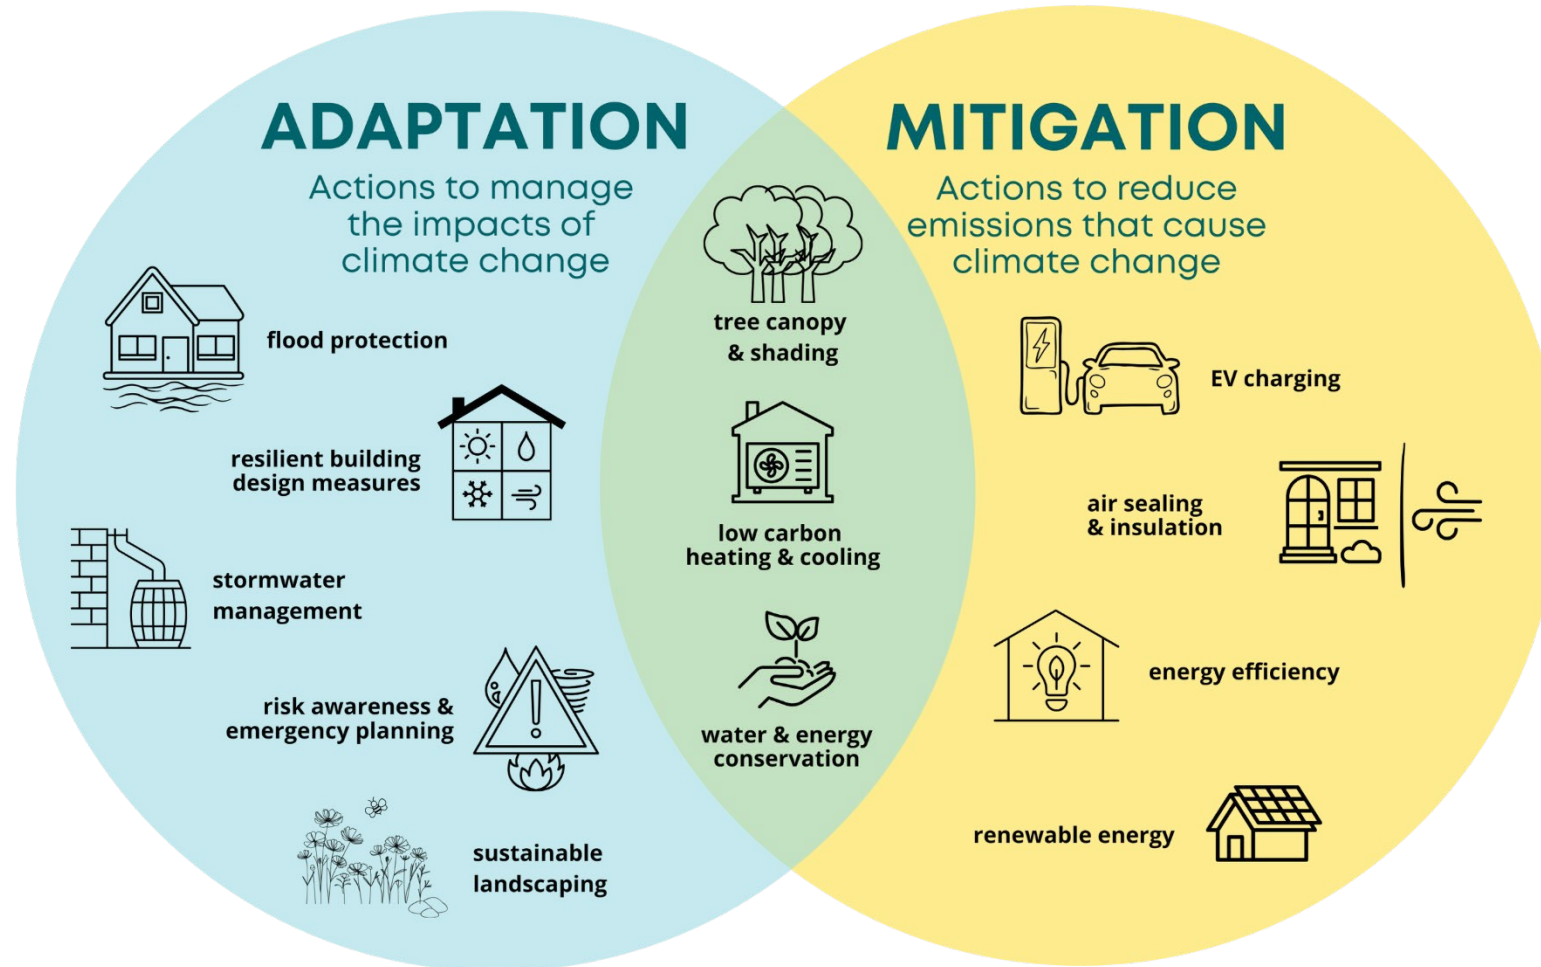 ADAPTATION
Actions to manage
the impacts of
climate change
flood protection
resilient building
design measures
stormwater
management
risk awareness &
emergency planning
sustainable
landscaping
tree canopy
& shading
low carbon
heating & cooling
water & energy
conservation
MITIGATION
Actions to reduce
emissions that cause
climate change
EV charging
air sealing
& insulation
energy efficiency
renewable energy